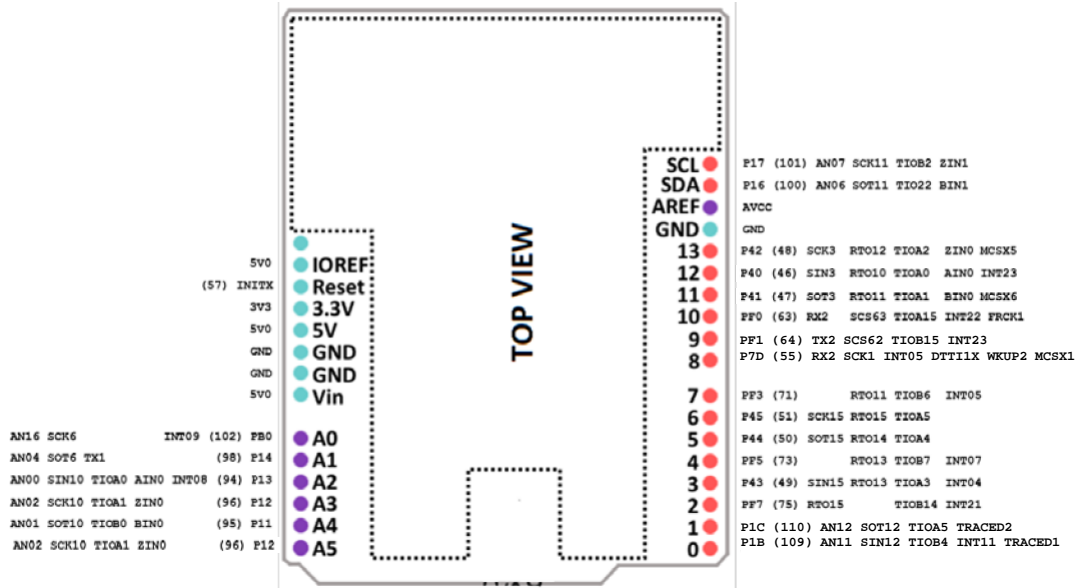 SCL P17 (101) AN07 SCK11 TIOB2 ZIN1
SDA P16 (100) AN06 SOT11 TIO22 BIN1
AREF AVCC
GND GND
13 P42 (48) SCK3 RTO12 TIOA2 ZIN0 MCSX5
5V0 IOREF 12 P40 (46) SIN3 RTO10 TIOA0 AIN0 INT23
(57) INITX Reset 11 P41 (47) SOT3 RTO11 TIOA1 BIN0 MCSX6
3V3 3.3V 10 PF0 (63) RX2 SCS63 TIOA15 INT22 FRCK1
5V0 5V 9 PF1 (64) TX2 SCS62 TIOB15 INT23
GND GND 8 P7D (55) RX2 SCK1 INT05 DTTI1X WKUP2 MCSX1
GND GND
5V0 Vin 7 PF3 (71) RTO11 TIOB6 INT05
6 P45 (51) SCK15 RTO15 TIOA5
AN16 SCK6 INT09 (102) PB0 A0 5 P44 (50) SOT15 RTO14 TIOA4
AN04 SOT6 TX1 (98) P14 A1 4 PF5 (73) RTO13 TIOB7 INT07
AN00 SIN10 TIOA0 AIN0 INT08 (94) P13 A2 3 P43 (49) SIN15 RTO13 TIOA3 INT04
AN02 SCK10 TIOA1 ZIN0 (96) P12 A3 2 PF7 (75) RTO15 TIOB14 INT21
AN01 SOT10 TIOB0 BIN0 (95) P11 A4 1 P1C (110) AN12 SOT12 TIOA5 TRACED2
AN02 SCK10 TIOA1 ZIN0 (96) P12 A5 0 P1B (109) AN11 SIN12 TIOB4 INT11 TRACED1
TOP VIEW